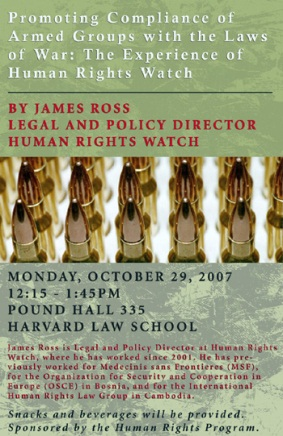 Promoting Compliance of
Armed Groups with the Laws
of War: The Experience of
Human Rights Watch
BY JAMES ROSS
LEGAL AND POLICY DIRECTOR
HUMAN RIGHTS WATCH
MONDAY, OCTOBER 29, 2007
12:15 - 1:45PM
POUND HALL 335
HARVARD LAW SCHOOL
James Ross is Legal and Policy Director at Human Rights
Watch, where he has worked since 2001. He has pre-
viously worked for Medecinis sans Frontieres (MSF),
for the Organization for Security and Cooperation in
Europe (OSCE) in Bosnia, and for the International
Human Rights Law Group in Cambodia.
Snacks and beverages will be provided.
Sponsored by the Human Rights Program.